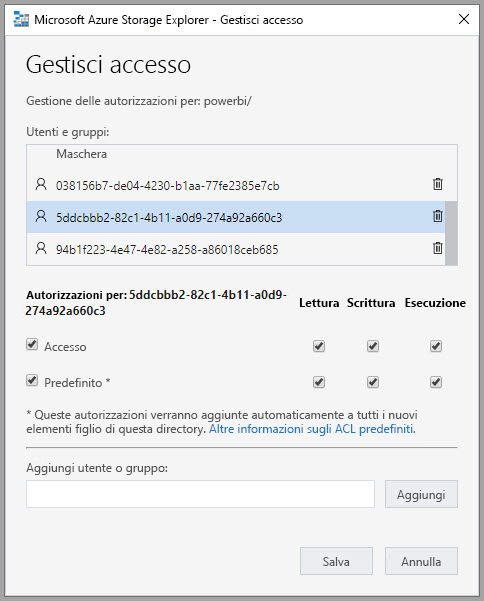 Microsoft Azure Storage Explorer - Gestisci accesso
Gestisci accesso
Gestione delle autorizzazioni per: powerbi/
Utenti e gruppi:
Maschera
038156b7-de04-4230-b1aa-77fe2385e7cb
5ddcbbb2-82c1-4b11-a0d9-274a92a660c3
94b1f223-4e47-4e82-a258-a86018ceb685
Autorizzazioni per: 5ddcbbb2-82c1-4b11-a0d9-
274a92a660c3
Lettura Scrittura Esecuzione
Accesso
Predefinito *
* Queste autorizzazioni verranno aggiunte automaticamente a tutti i nuovi
elementi figlio di questa directory. Altre informazioni sugli ACL predefiniti.
Aggiungi utente o gruppo:
Aggiungi
Salva Annulla